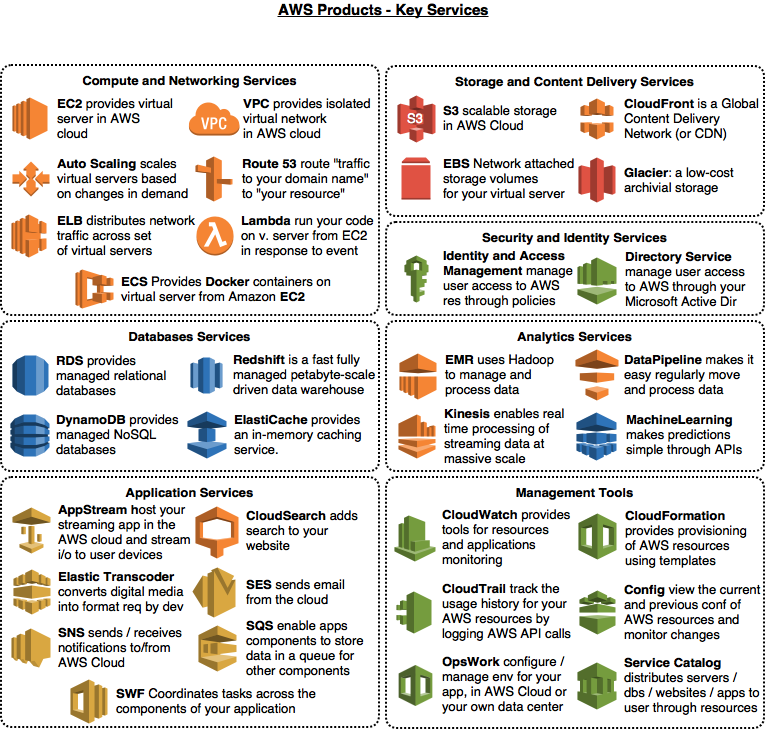 AWS Products - Key Services
Compute and Networking Services
EC2 provides virtual
server in AWS
cloud
VPC
VPC provides isolated
virtual network
in AWS cloud
Auto Scaling scales
virtual servers based
on changes in demand
Route 53 route "traffic
to your domain name"
to "your resource"
ELB distributes network
traffic across set
of virtual servers
λ
Lambda run your code
on v. server from EC2
in response to event
ECS Provides Docker containers on
virtual server from Amazon EC2
Storage and Content Delivery Services
S3
S3 scalable storage
in AWS Cloud
CloudFront is a Global
Content Delivery
Network (or CDN)
EBS Network attached
storage volumes
for your virtual server
Glacier: a low-cost
archivial storage
Security and Identity Services
Identity and Access
Management manage
user access to AWS
res through policies
Directory Service
manage user access
to AWS through your
Microsoft Active Dir
Databases Services
RDS provides
managed relational
databases
Redshift is a fast fully
managed petabyte-scale
driven data warehouse
DynamoDB provides
managed NoSQL
databases
ElastiCache provides
an in-memory caching
service.
Analytics Services
EMR uses Hadoop
to manage and
process data
DataPipeline makes it
easy regularly move
and process data
Kinesis enables real
time processing of
streaming data at
massive scale
MachineLearning
makes predictions
simple through APIs
Application Services
AppStream host your
streaming app in the
AWS cloud and stream
i/o to user devices
CloudSearch adds
search to your
website
Elastic Transcoder
converts digital media
into format req by dev
SES sends email
from the cloud
SNS sends / receives
notifications to/from
AWS Cloud
SQS enable apps
components to store
data in a queue for
other components
SWF Coordinates tasks across the
components of your application
Management Tools
CloudWatch provides
tools for resources
and applications
monitoring
CloudFormation
provides provisioning
of AWS resources
using templates
CloudTrail track the
usage history for your
AWS resources by
logging AWS API calls
Config view the current
and previous conf of
AWS resources and
monitor changes
OpsWork configure /
manage env for your
app, in AWS Cloud or
your own data center
Service Catalog
distributes servers /
dbs / websites / apps to
user through resources